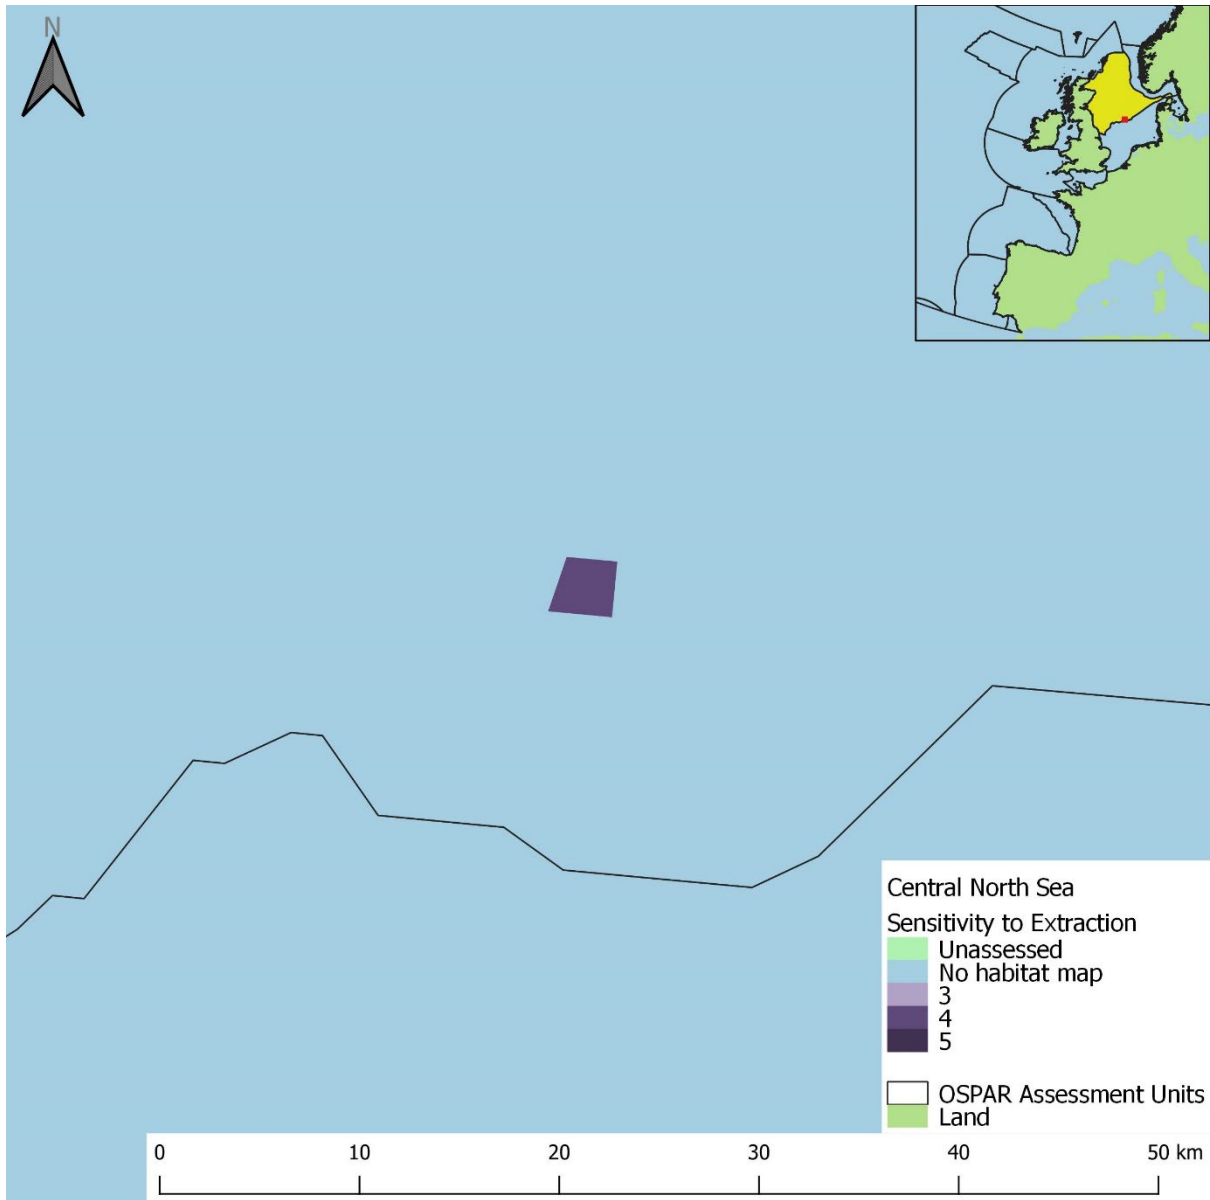 N
Central North Sea
Sensitivity to Extraction
Unassessed
No habitat map
3
4
5
OSPAR Assessment Units
Land
0 10 20 30 40 50 km